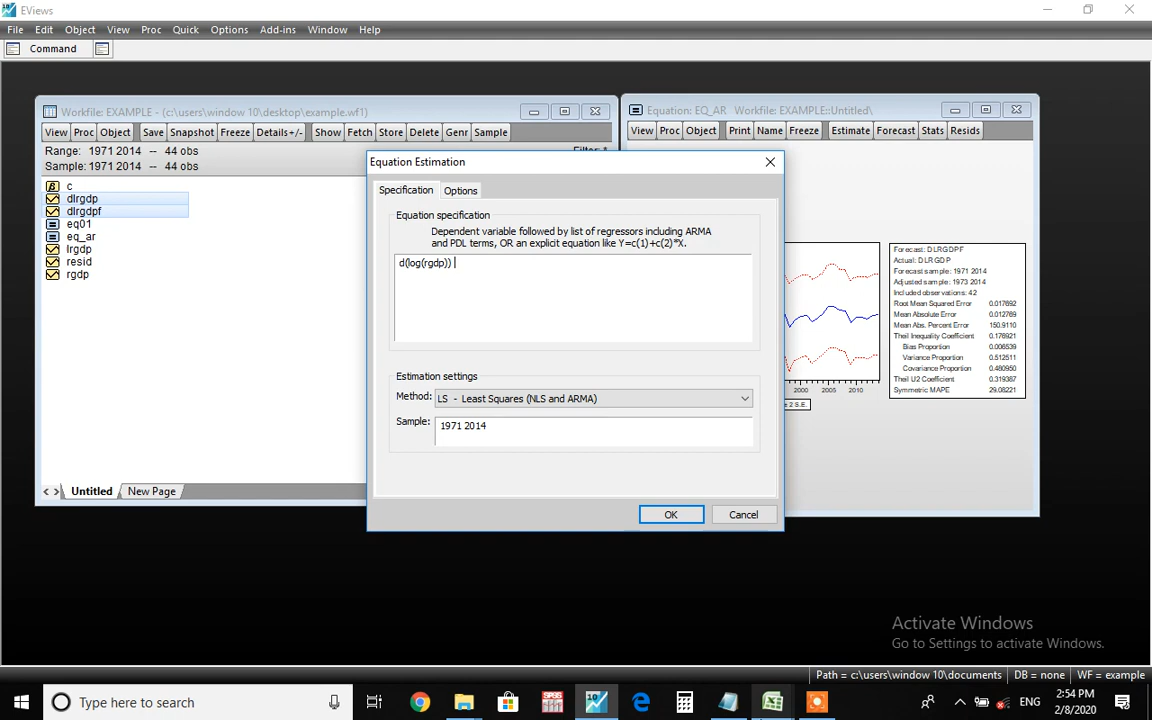 EViews
File Edit Object View Proc Quick Options Add-ins Window Help
Command
Workfile: EXAMPLE - (c:\users\window 10\desktop\example.wf1)
View Proc Object Save Snapshot Freeze Details+/- Show Fetch Store Delete Genr Sample
Range: 1971 2014 -- 44 obs
Filter: *
Sample: 1971 2014 -- 44 obs
c
dlrgdp
dlrgdpf
eq01
eq_ar
lrgdp
resid
rgdp
Untitled New Page
Equation: EQ_AR Workfile: EXAMPLE::Untitled\
View Proc Object Print Name Freeze Estimate Forecast Stats Resids
Equation Estimation
Specification Options
Equation specification
Dependent variable followed by list of regressors including ARMA
and PDL terms, OR an explicit equation like Y=c(1)+c(2)*X.
d(log(rgdp))
Estimation settings
Method: LS - Least Squares (NLS and ARMA)
Sample: 1971 2014
OK Cancel
Forecast: DLRGDPF
Actual: DLRGDP
Forecast sample: 1971 2014
Adjusted sample: 1973 2014
Included observations: 42
Root Mean Squared Error 0.017692
Mean Absolute Error 0.012769
Mean Abs. Percent Error 150.9110
Theil Inequality Coefficient 0.176921
Bias Proportion 0.006539
Variance Proportion 0.512511
Covariance Proportion 0.480950
Theil U2 Coefficient 0.319387
Symmetric MAPE 29.08221
2000 2005 2010
2 S.E.
Activate Windows
Go to Settings to activate Windows.
Path = c:\users\window 10\documents DB = none WF = example
Type here to search
SPSS
10
ENG
2:54 PM
2/8/2020